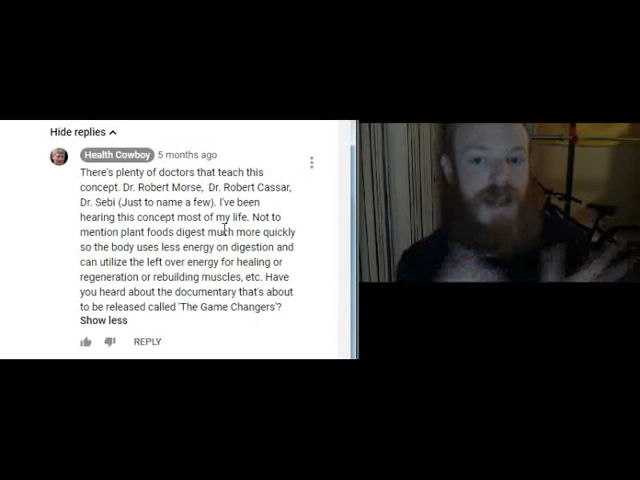 Hide replies
Health Cowboy 5 months ago
There's plenty of doctors that teach this
concept. Dr. Robert Morse, Dr. Robert Cassar,
Dr. Sebi (Just to name a few). I've been
hearing this concept most of my life. Not to
mention plant foods digest much more quickly
so the body uses less energy on digestion and
can utilize the left over energy for healing or
regeneration or rebuilding muscles, etc. Have
you heard about the documentary that's about
to be released called 'The Game Changers'?
Show less
REPLY